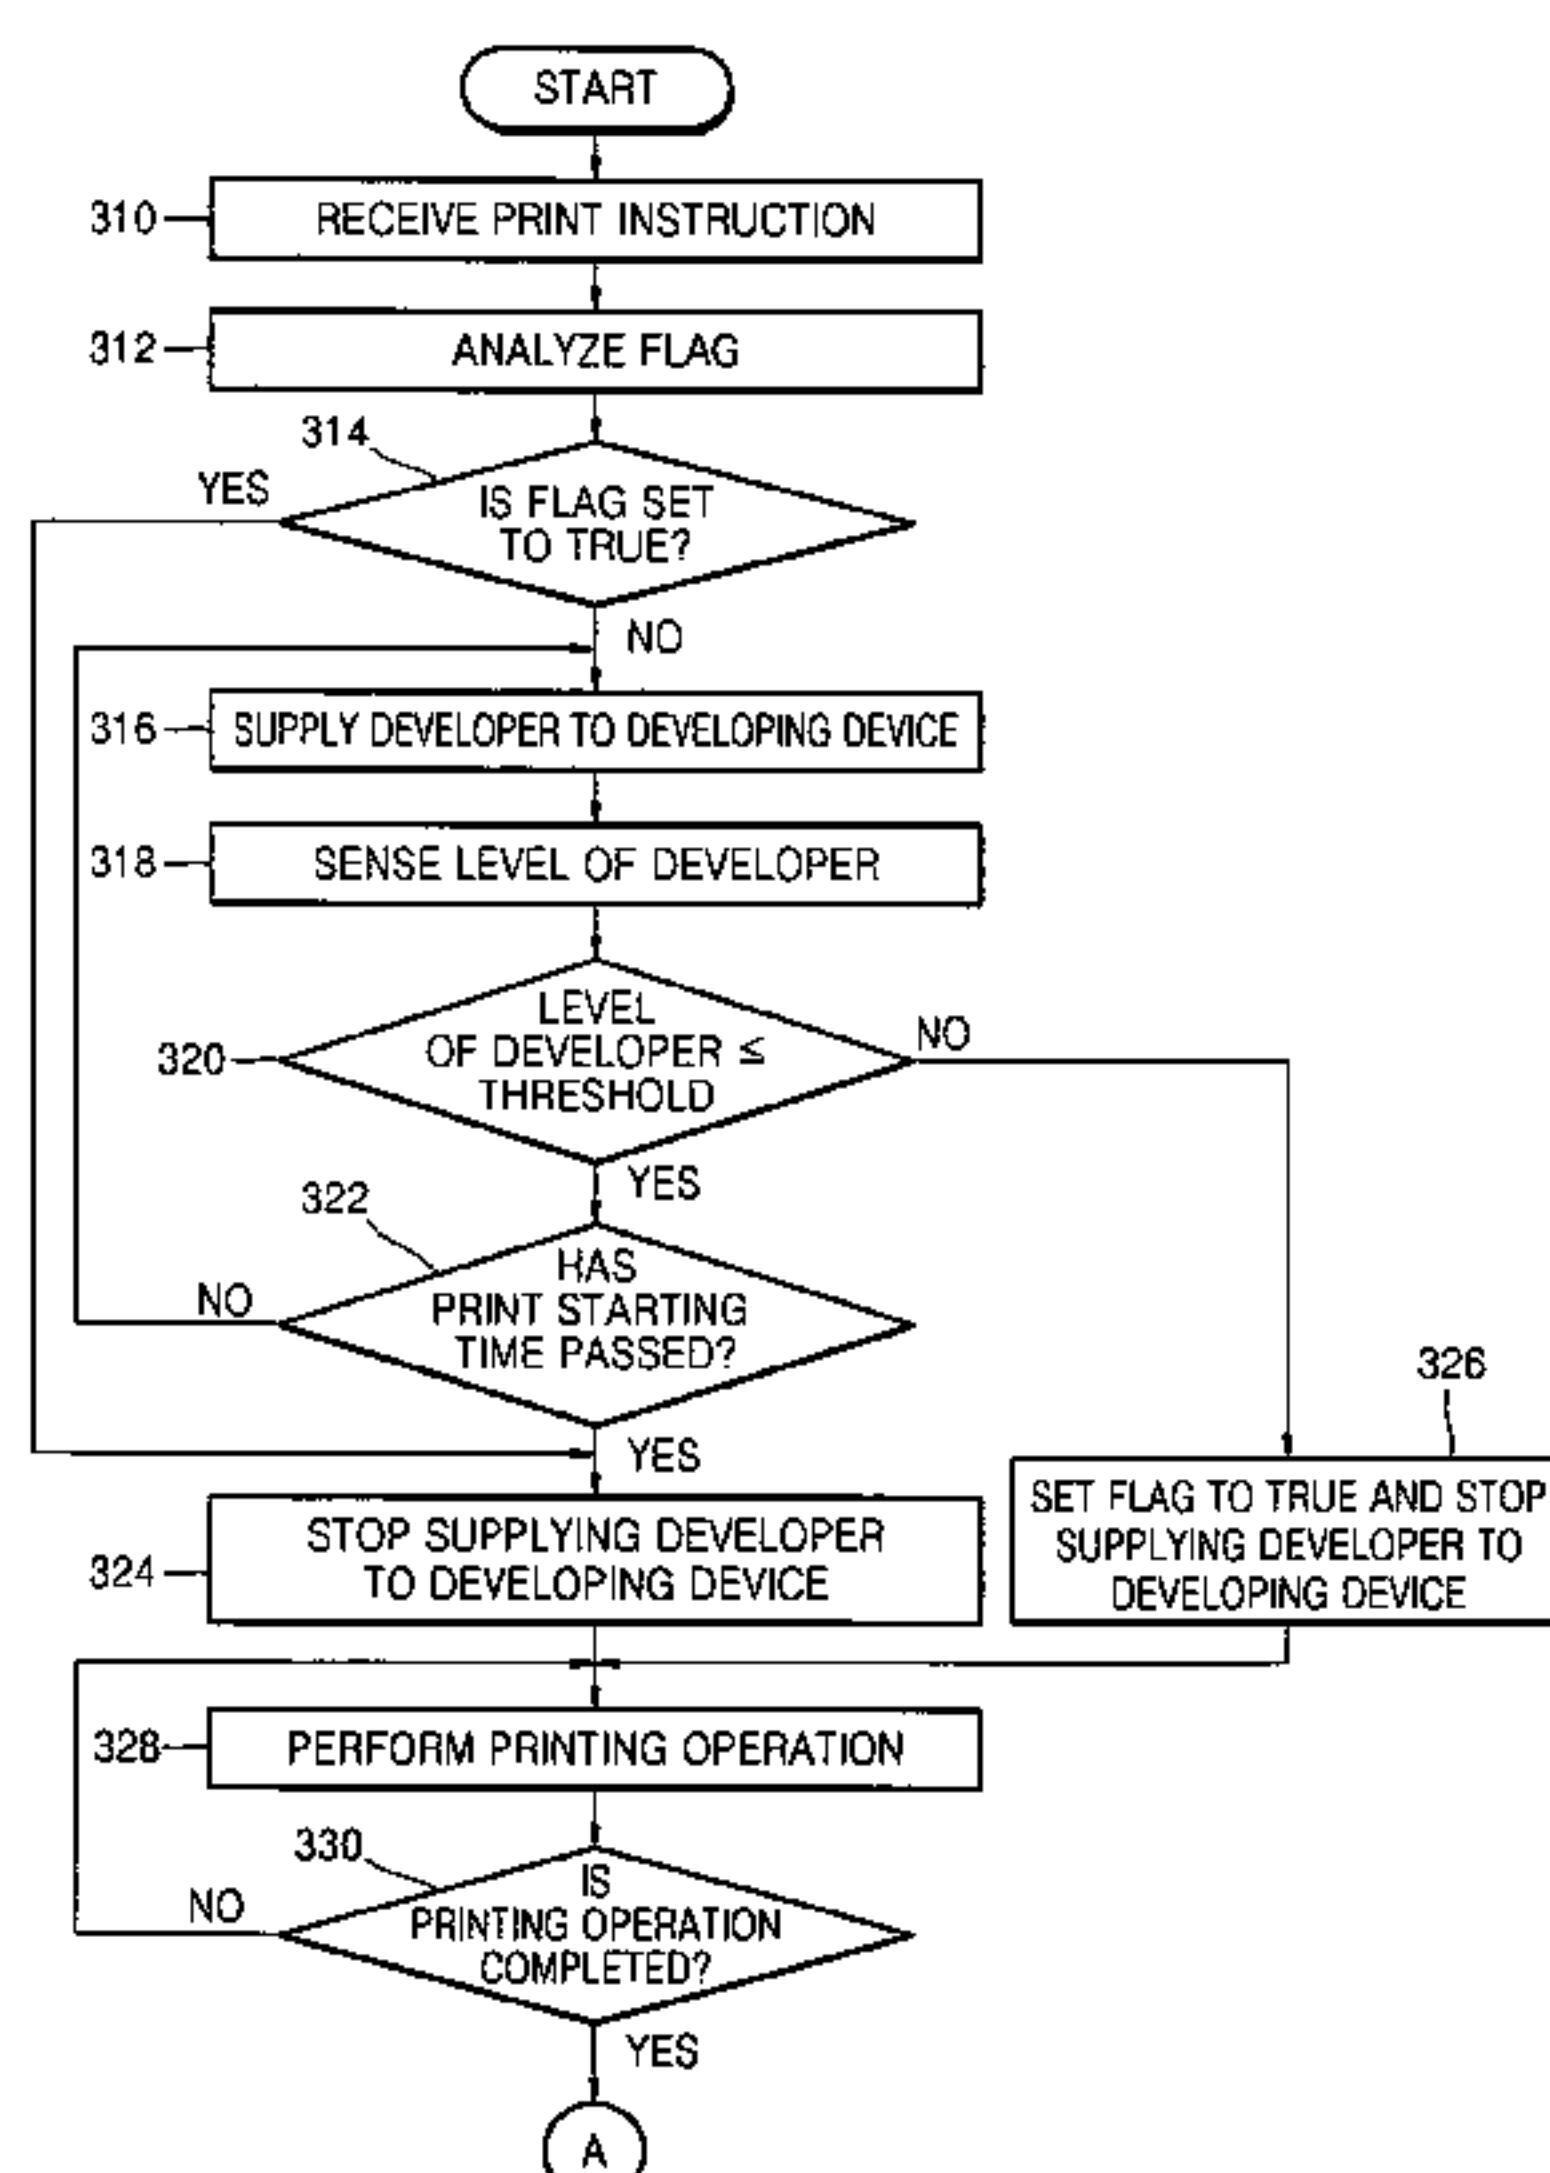 START
310
RECEIVE PRINT INSTRUCTION
312
ANALYZE FLAG
314
YES
IS FLAG SET
TO TRUE?
NO
316
SUPPLY DEVELOPER TO DEVELOPING DEVICE
318
SENSE LEVEL OF DEVELOPER
320
LEVEL
OF DEVELOPER ≤
THRESHOLD
NO
YES
322
HAS
PRINT STARTING
TIME PASSED?
NO
YES
324
STOP SUPPLYING DEVELOPER
TO DEVELOPING DEVICE
326
SET FLAG TO TRUE AND STOP
SUPPLYING DEVELOPER TO
DEVELOPING DEVICE
328
PERFORM PRINTING OPERATION
330
IS
PRINTING OPERATION
COMPLETED?
NO
YES
A